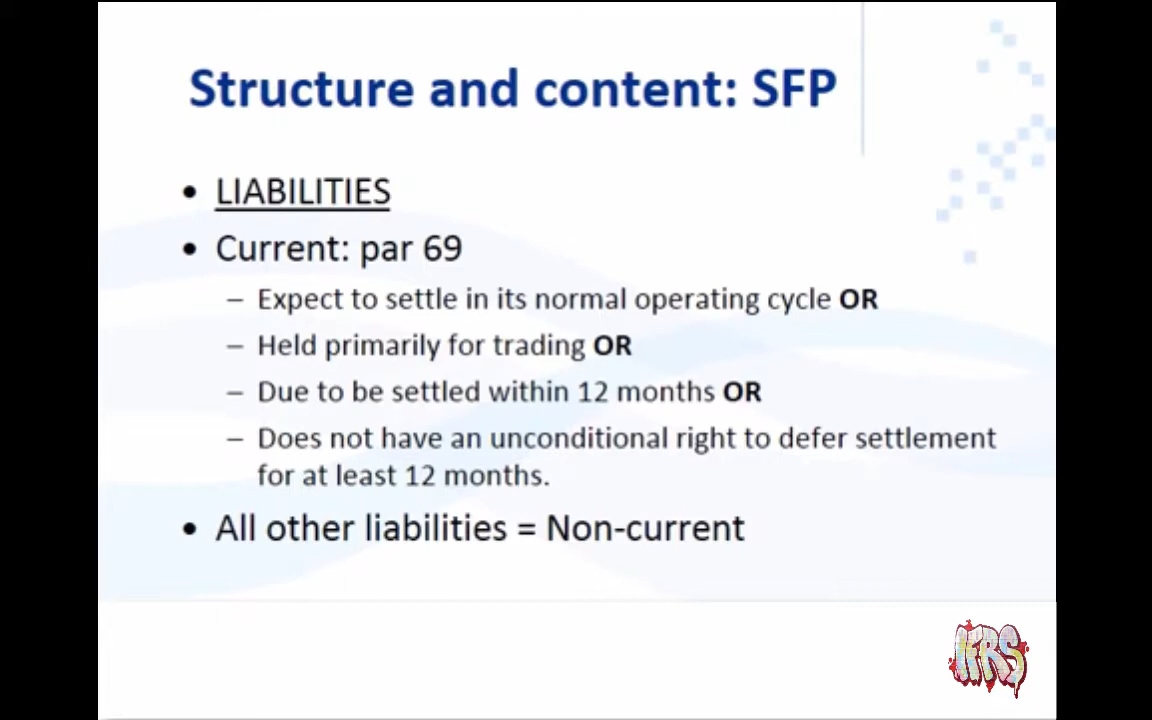 Structure and content: SFP
• LIABILITIES
• Current: par 69
– Expect to settle in its normal operating cycle OR
– Held primarily for trading OR
– Due to be settled within 12 months OR
– Does not have an unconditional right to defer settlement
for at least 12 months.
• All other liabilities = Non-current
IFRS